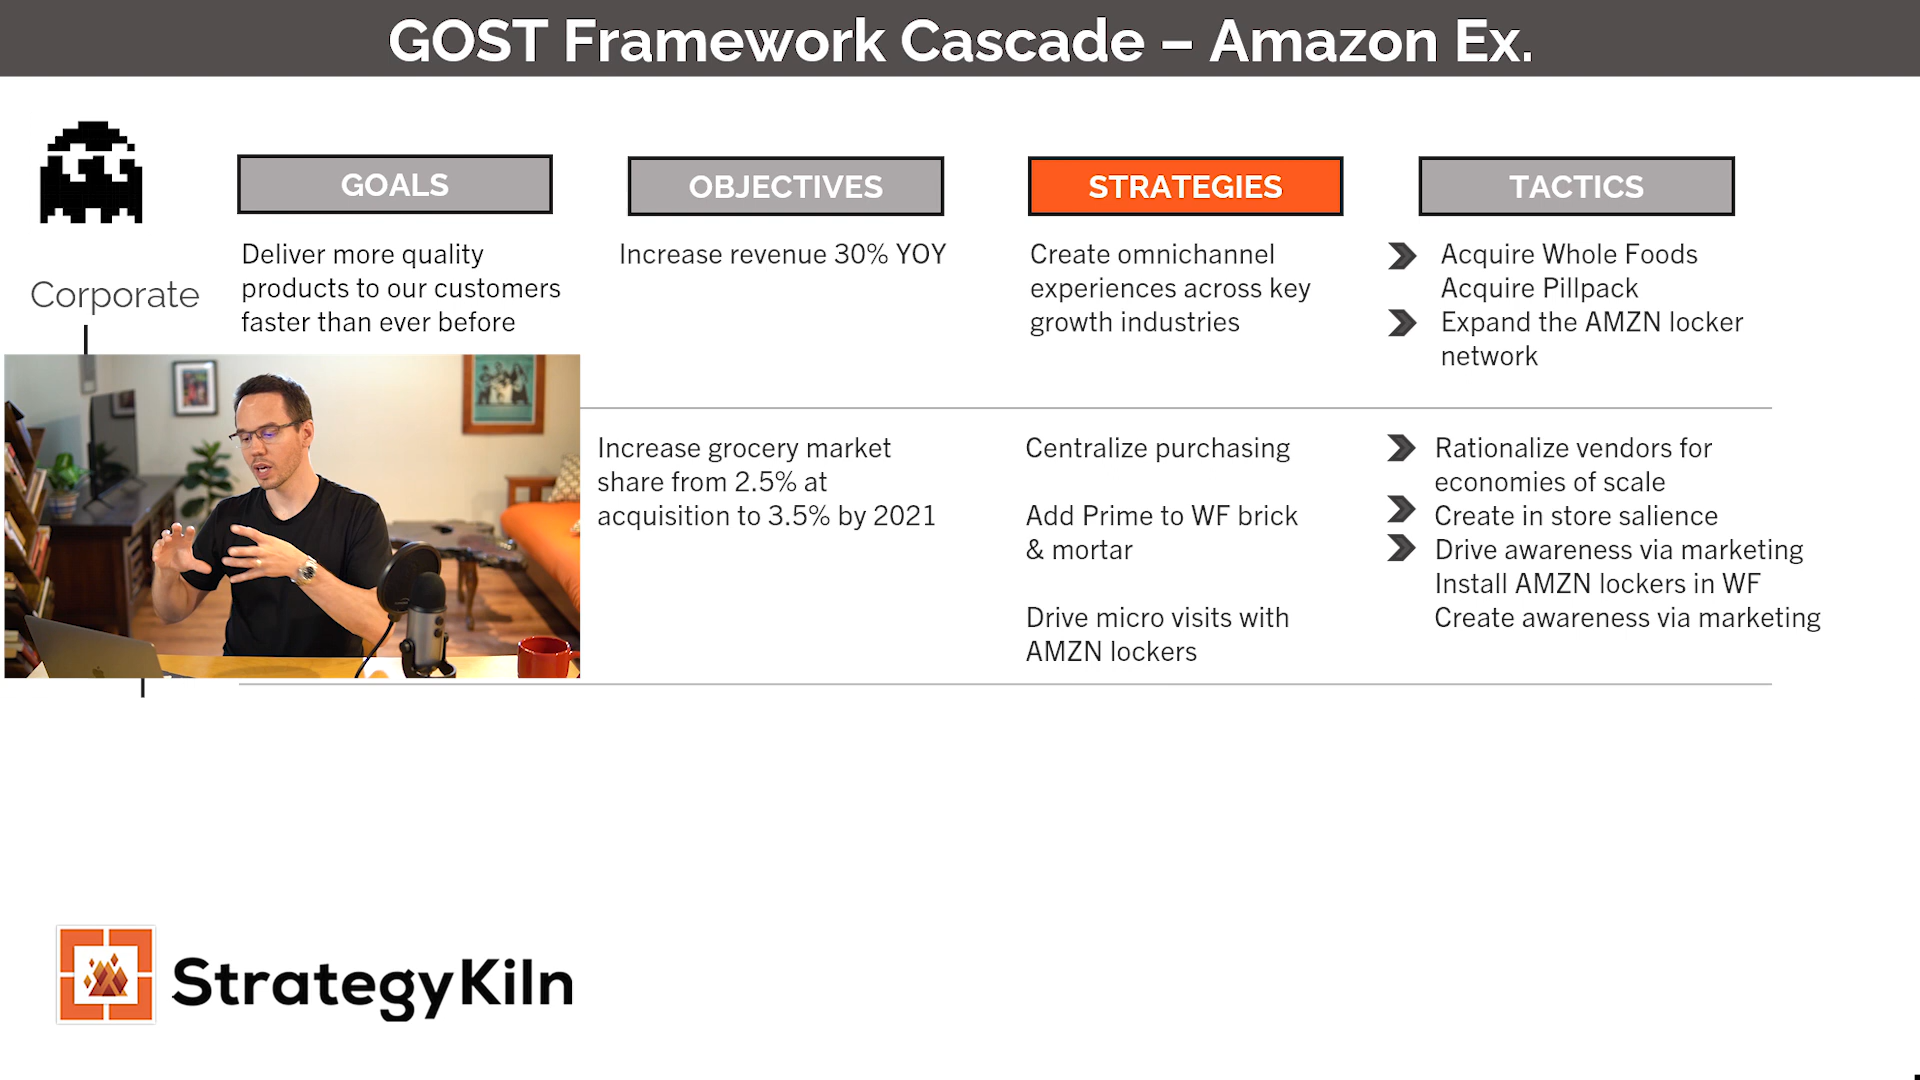 GOST Framework Cascade – Amazon Ex.
GOALS
OBJECTIVES
STRATEGIES
TACTICS
Corporate
Deliver more quality
products to our customers
faster than ever before
Increase revenue 30% YOY
Create omnichannel
experiences across key
growth industries
Acquire Whole Foods
Acquire Pillpack
Expand the AMZN locker
network
Increase grocery market
share from 2.5% at
acquisition to 3.5% by 2021
Centralize purchasing
Add Prime to WF brick
& mortar
Drive micro visits with
AMZN lockers
Rationalize vendors for
economies of scale
Create in store salience
Drive awareness via marketing
Install AMZN lockers in WF
Create awareness via marketing
StrategyKiln